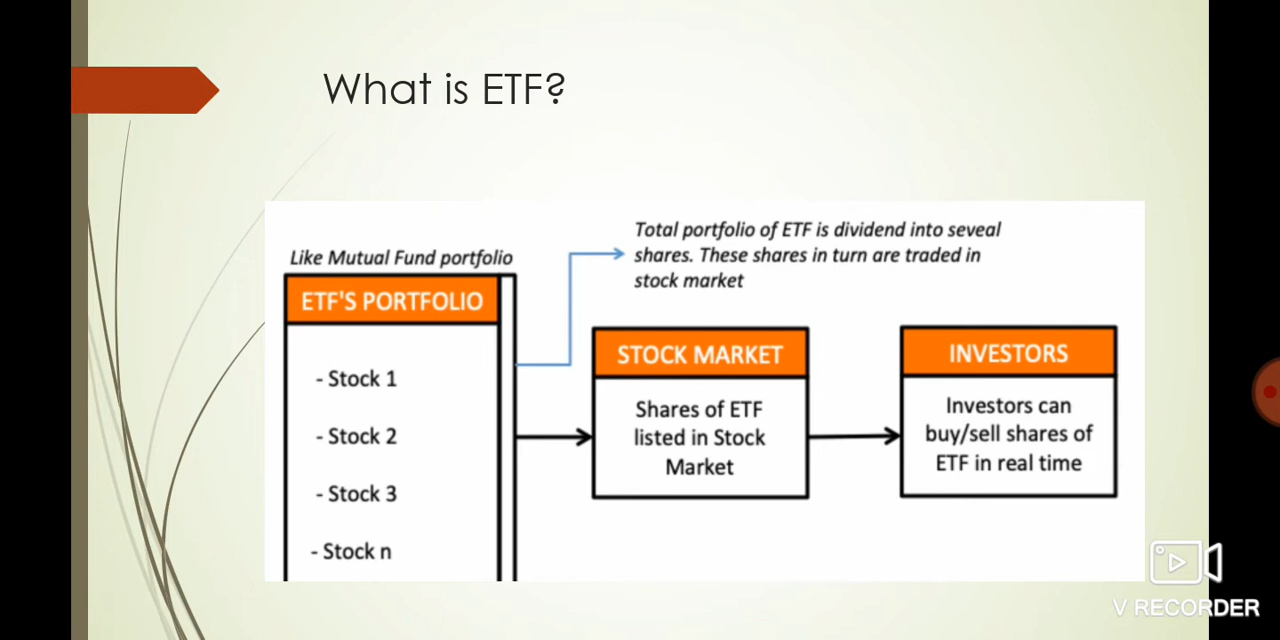 What is ETF?
Like Mutual Fund portfolio
ETF'S PORTFOLIO
- Stock 1
- Stock 2
- Stock 3
- Stock n
Total portfolio of ETF is dividend into seveal
shares. These shares in turn are traded in
stock market
STOCK MARKET
Shares of ETF
listed in Stock
Market
INVESTORS
Investors can
buy/sell shares of
ETF in real time
V RECORDER